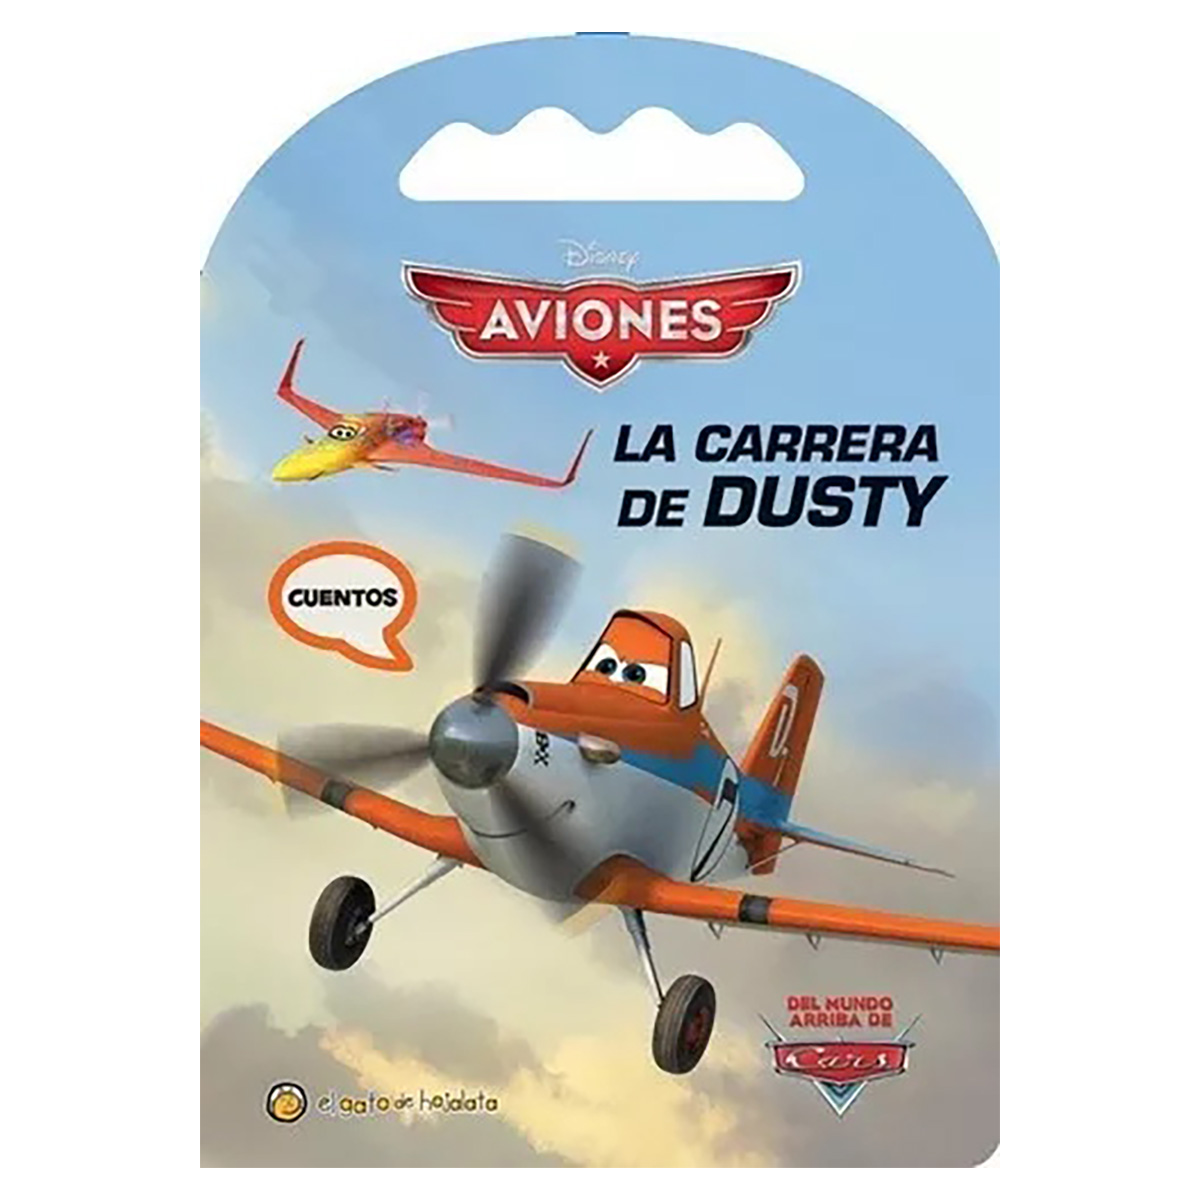 Disney
AVIONES
LA CARRERA
DE DUSTY
CUENTOS
D.
DEL MUNDO
ARRIBA DE
Cars
el gato de hojalata